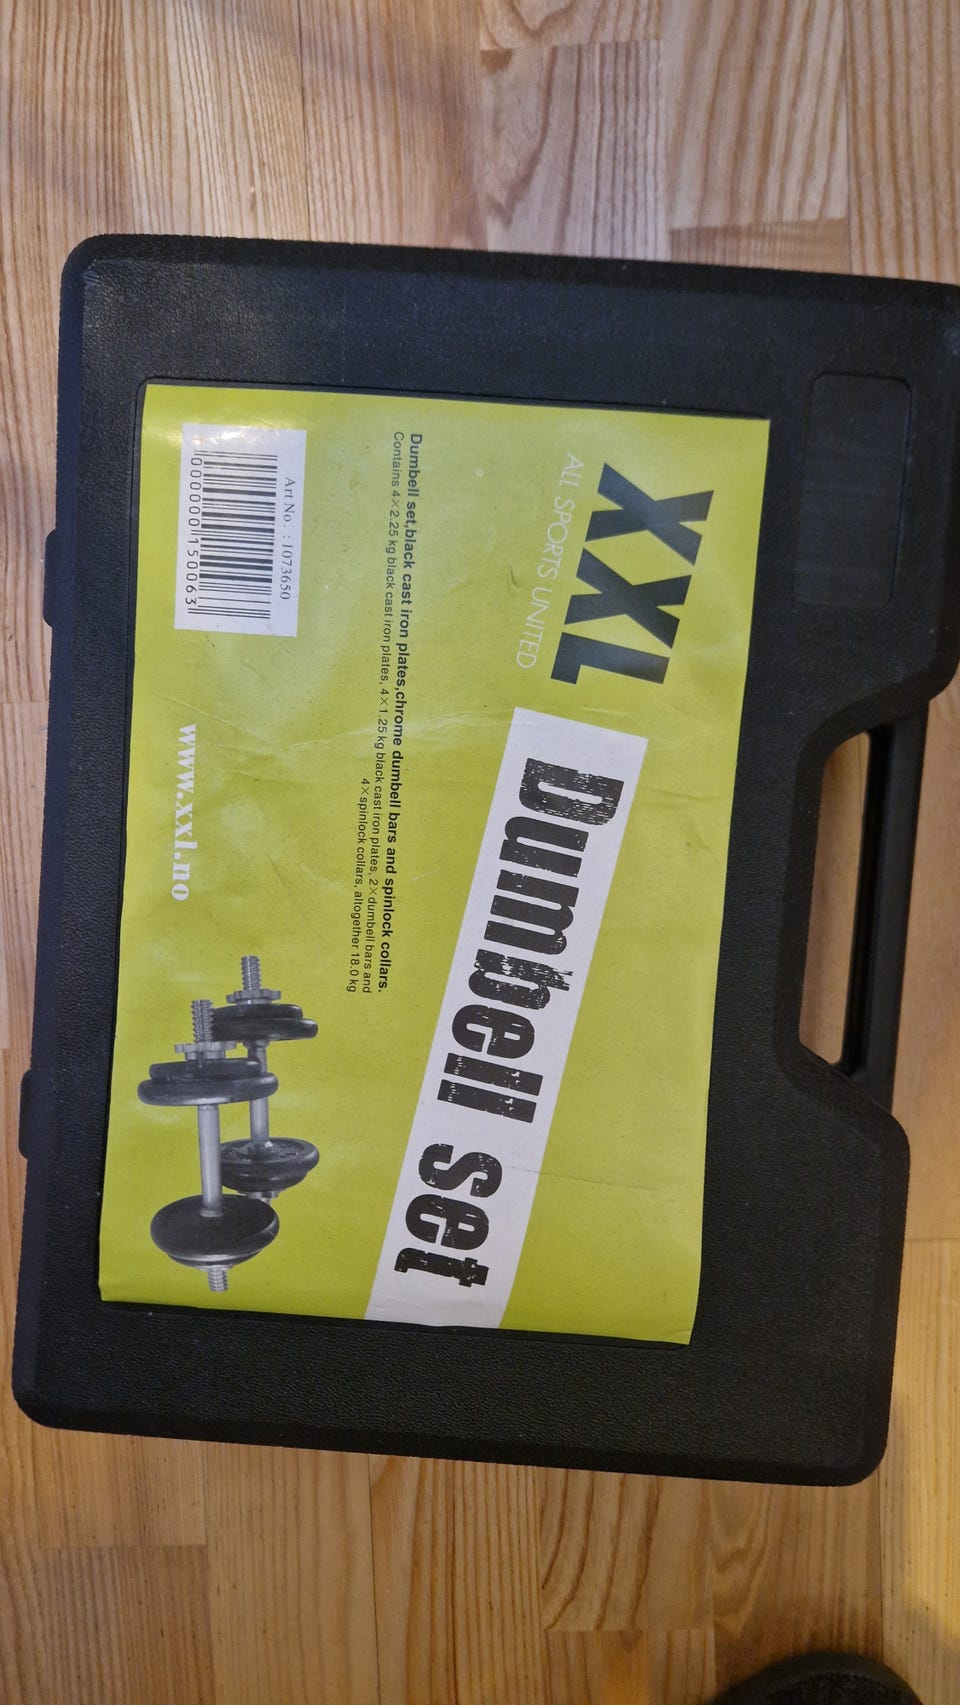 XXL
ALL SPORTS UNITED
Dumbell set
Dumbell set,black cast iron plates,chrome dumbell bars and spinlock collars.
Contains 4×2.25 kg black cast iron plates, 4×1.25 kg black cast iron plates, 2×dumbell bars and
4×spinlock collars, altogether 18.0 kg
Art No. :1073650
0000000150063
www.xxl.no